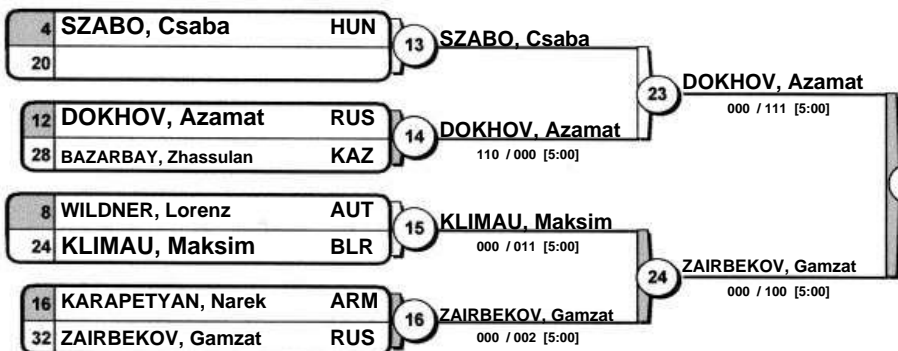 4 SZABO, Csaba HUN
20
13 SZABO, Csaba
12 DOKHOV, Azamat RUS
28 BAZARBAY, Zhassulan KAZ
14 DOKHOV, Azamat
110 / 000 [5:00]
23 DOKHOV, Azamat
000 / 111 [5:00]
8 WILDNER, Lorenz AUT
24 KLIMAU, Maksim BLR
15 KLIMAU, Maksim
000 / 011 [5:00]
16 KARAPETYAN, Narek ARM
32 ZAIRBEKOV, Gamzat RUS
16 ZAIRBEKOV, Gamzat
000 / 002 [5:00]
24 ZAIRBEKOV, Gamzat
000 / 100 [5:00]